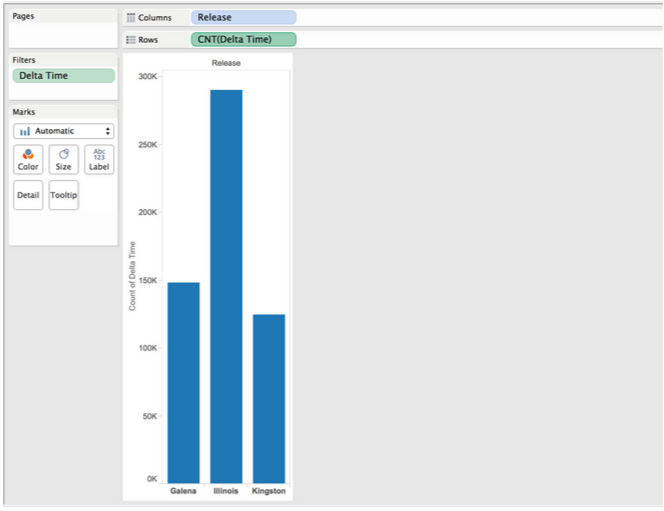 Pages
Columns
Release
Rows
CNT(Delta Time)
Filters
Delta Time
Marks
Automatic
Color
Size
Abc
123
Label
Detail
Tooltip
Release
300K
250K
200K
150K
100K
50K
0K
Count of Delta Time
Galena Illinois Kingston